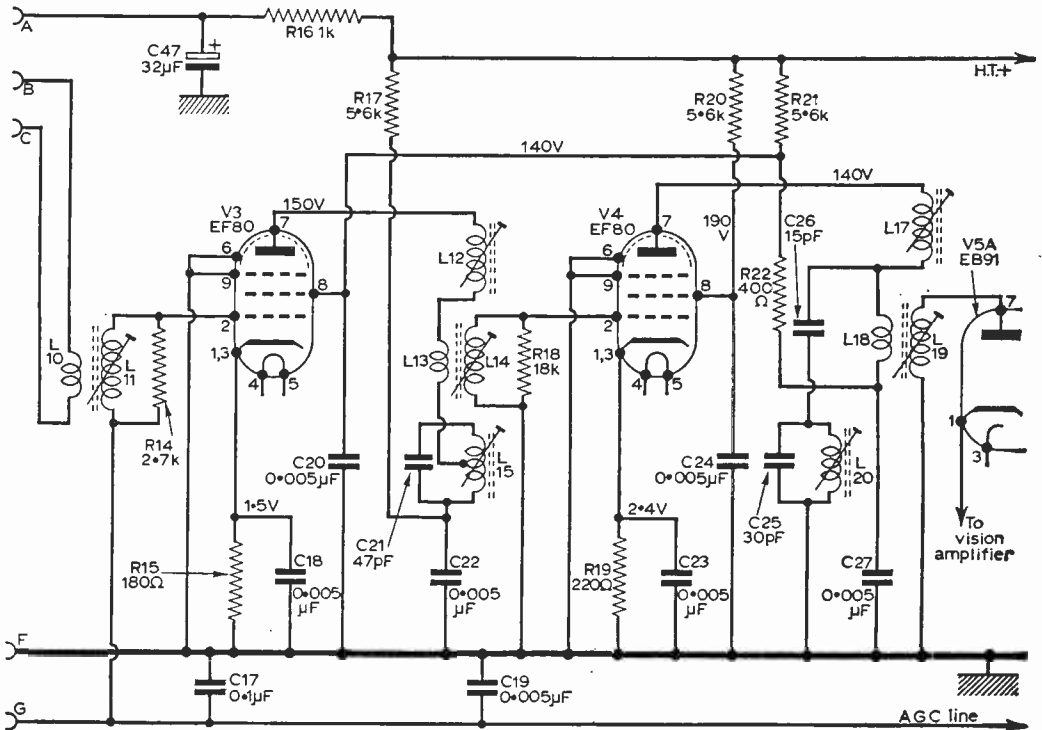 A
R16 1k
C47
32μF
+
H.T.+
B
C
R17
5•6k
R20
5•6k
R21
5•6k
140V
140V
150V
V3
EF80
7
6
9
8
2
1,3
4
5
L12
V4
EF80
7
190
V
6
9
8
2
1,3
4
5
C26
15pF
L17
V5A
EB91
7
R22
400
Ω
L18
L
19
L
10
L
11
R14
2•7k
L13
L14
R18
18k
1
3
C20
0•005μF
L
15
C24
0•005μF
L
20
1•5V
C21
47pF
2•4V
C25
30pF
To
vision
amplifier
R15
180Ω
C18
0•005
μF
C22
0•005
μF
R19
220Ω
C23
0•005
μF
C27
0•005
μF
F
C17
0•1μF
C19
0•005μF
G
AGC line